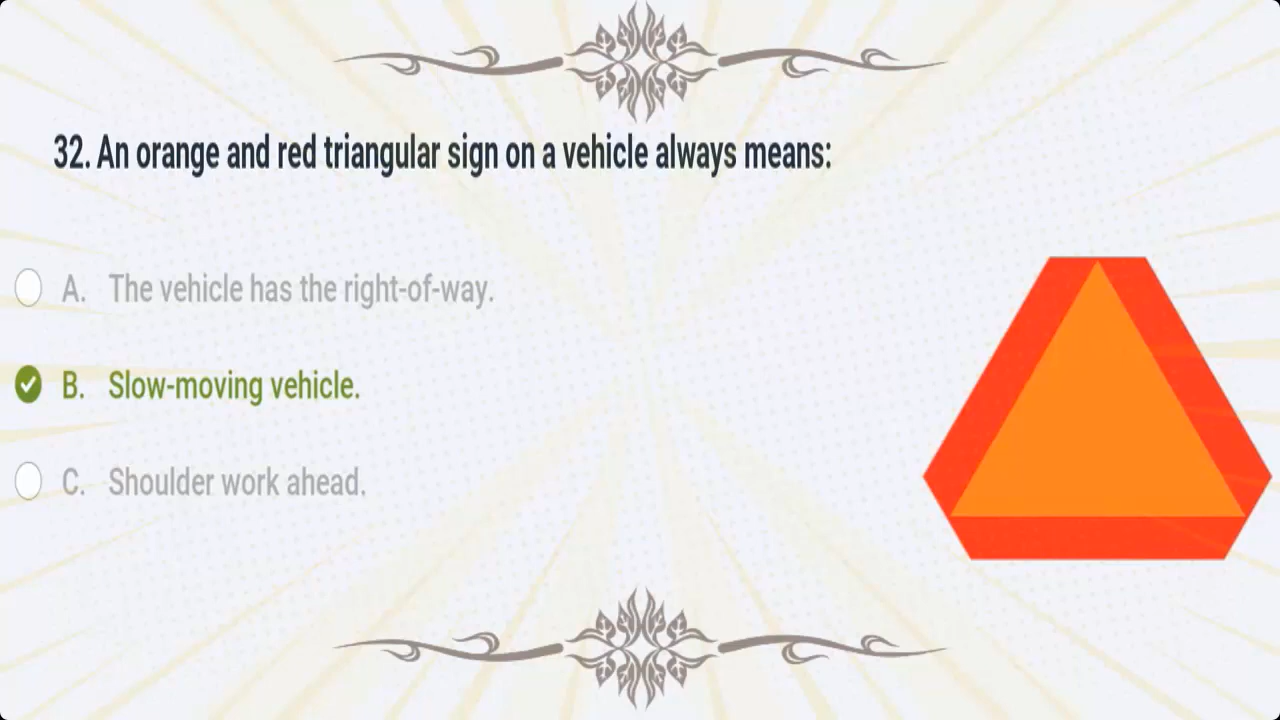 32. An orange and red triangular sign on a vehicle always means:
A. The vehicle has the right-of-way.
B. Slow-moving vehicle.
C. Shoulder work ahead.